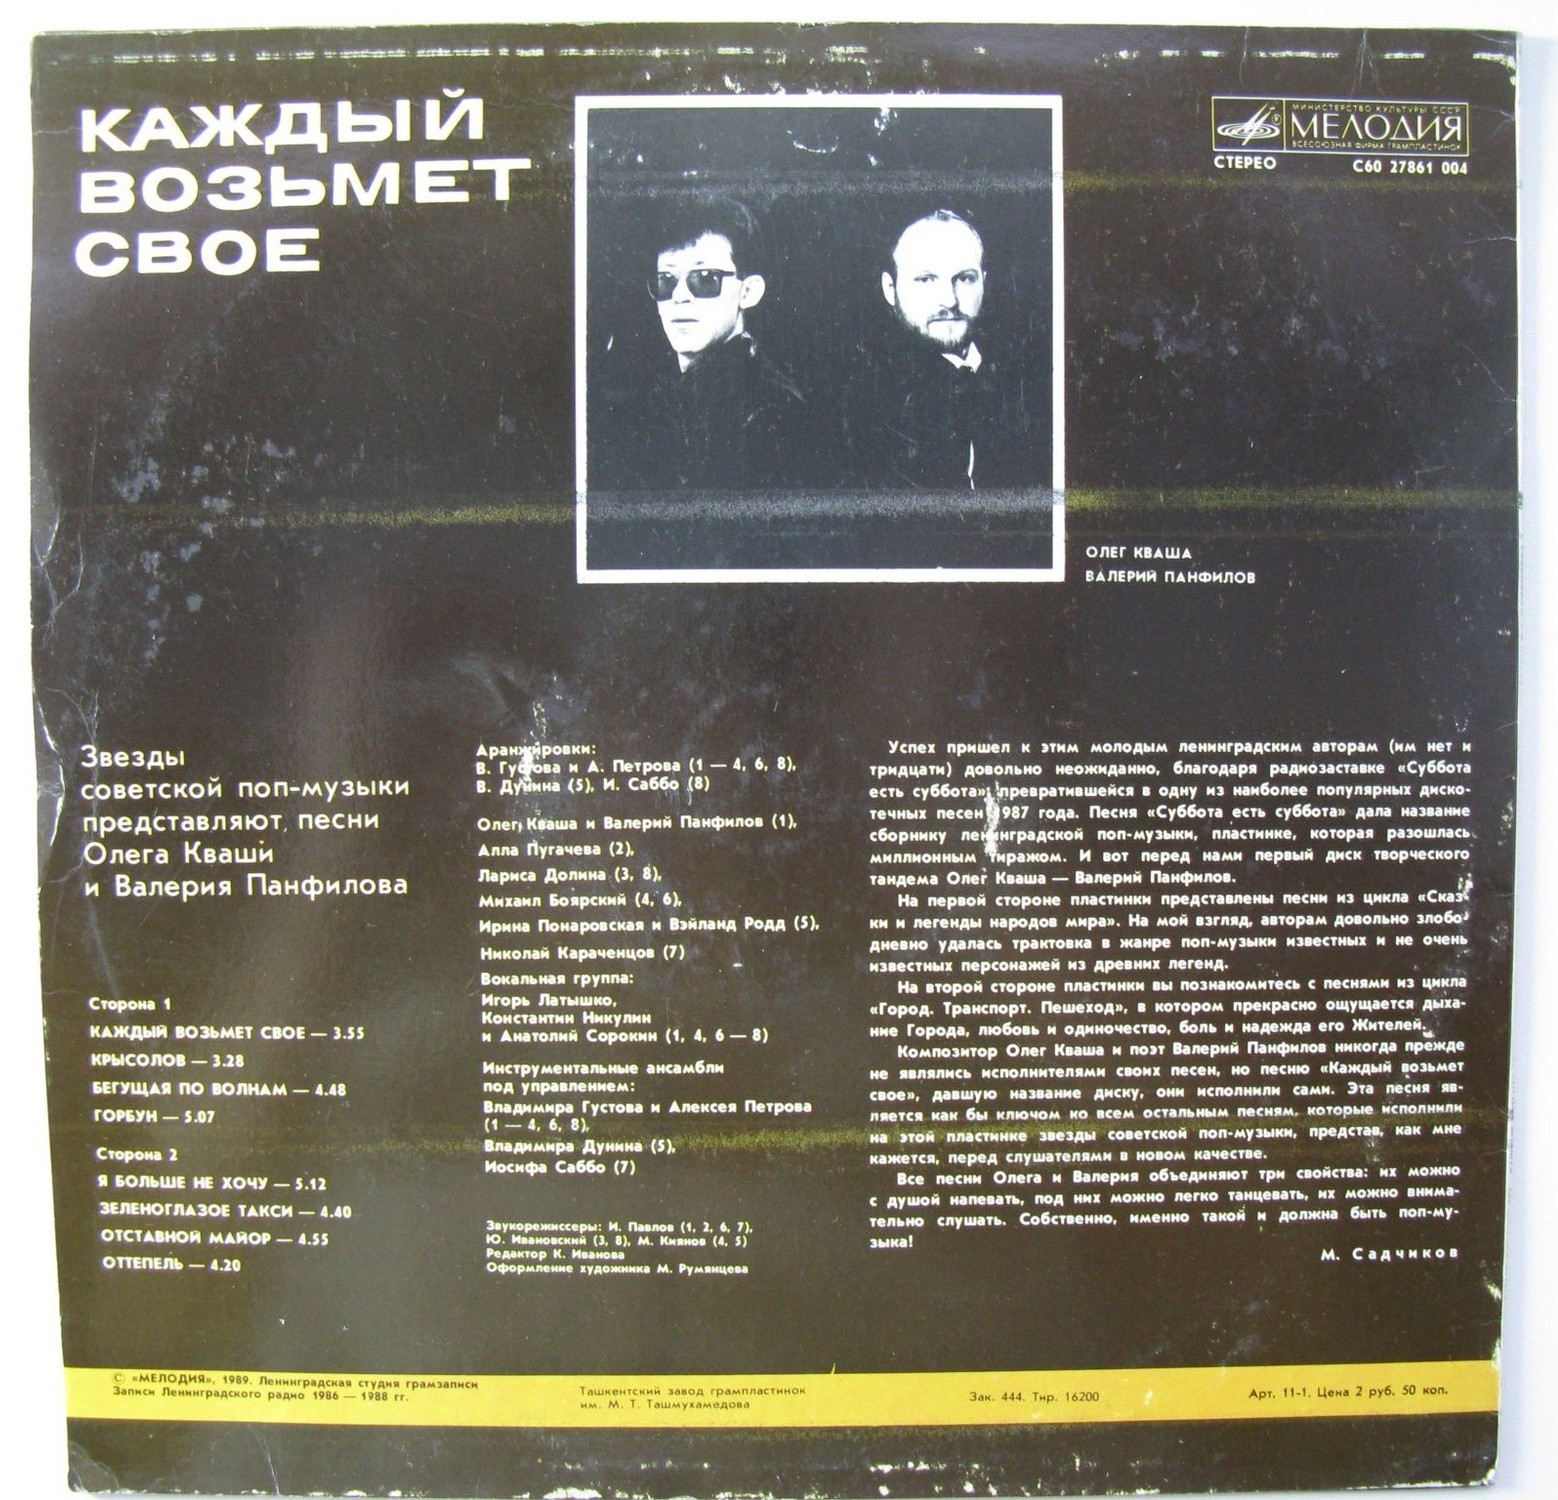 КАЖДЫЙ
ВОЗЬМЕТ
СВОЕ
МИНИСТЕРСТВО КУЛЬТУРЫ СССР
МЕЛОДИЯ
ВСЕСОЮЗНАЯ ФИРМА ГРАМПЛАСТИНОК
СТЕРЕО С60 27861 004
ОЛЕГ КВАША
ВАЛЕРИЙ ПАНФИЛОВ
Звезды
советской поп-музыки
представляют песни
Олега Кваши
и Валерия Панфилова
Сторона 1
КАЖДЫЙ ВОЗЬМЕТ СВОЕ — 3.55
КРЫСОЛОВ — 3.28
БЕГУЩАЯ ПО ВОЛНАМ — 4.48
ГОРБУН — 5.07
Сторона 2
Я БОЛЬШЕ НЕ ХОЧУ — 5.12
ЗЕЛЕНОГЛАЗОЕ ТАКСИ — 4.40
ОТСТАВНОЙ МАЙОР — 4.55
ОТТЕПЕЛЬ — 4.20
Аранжировки:
В. Густова и А. Петрова (1 — 4, 6, 8),
В. Дунина (5), И. Саббо (8)
Олег Кваша и Валерий Панфилов (1),
Алла Пугачева (2),
Лариса Долина (3, 8),
Михаил Боярский (4, 6),
Ирина Понаровская и Вэйланд Родд (5),
Николай Караченцов (7)
Вокальная группа:
Игорь Латышко,
Константин Никулин
и Анатолий Сорокин (1, 4, 6 — 8)
Инструментальные ансамбли
под управлением:
Владимира Густова и Алексея Петрова
(1 — 4, 6, 8),
Владимира Дунина (5),
Иосифа Саббо (7)
Звукорежиссеры: И. Павлов (1, 2, 6, 7),
Ю. Ивановский (3, 8), М. Киянов (4, 5)
Редактор К. Иванова
Оформление художника М. Румянцева
Успех пришел к этим молодым ленинградским авторам (им нет и
тридцати) довольно неожиданно, благодаря радиозаставке «Суббота
есть суббота», превратившейся в одну из наиболее популярных диско-
течных песен 1987 года. Песня «Суббота есть суббота» дала название
сборнику ленинградской поп-музыки, пластинке, которая разошлась
миллионным тиражом. И вот перед нами первый диск творческого
тандема Олег Кваша — Валерий Панфилов.
На первой стороне пластинки представлены песни из цикла «Сказ-
ки и легенды народов мира». На мой взгляд, авторам довольно злобо-
дневно удалась трактовка в жанре поп-музыки известных и не очень
известных персонажей из древних легенд.
На второй стороне пластинки вы познакомитесь с песнями из цикла
«Город. Транспорт. Пешеход», в котором прекрасно ощущается дыха-
ние Города, любовь и одиночество, боль и надежда его Жителей.
Композитор Олег Кваша и поэт Валерий Панфилов никогда прежде
не являлись исполнителями своих песен, но песню «Каждый возьмет
свое», давшую название диску, они исполнили сами. Эта песня яв-
ляется как бы ключом ко всем остальным песням, которые исполнили
на этой пластинке звезды советской поп-музыки, представ, как мне
кажется, перед слушателями в новом качестве.
Все песни Олега и Валерия объединяют три свойства: их можно
с душой напевать, под них можно легко танцевать, их можно внима-
тельно слушать. Собственно, именно такой и должна быть поп-му-
зыка!
М. Садчиков
© «МЕЛОДИЯ», 1989. Ленинградская студия грамзаписи
Записи Ленинградского радио 1986 — 1988 гг.
Ташкентский завод грампластинок
им. М. Т. Ташмухамедова
Зак. 444. Тир. 16200
Арт. 11-1. Цена 2 руб. 50 коп.